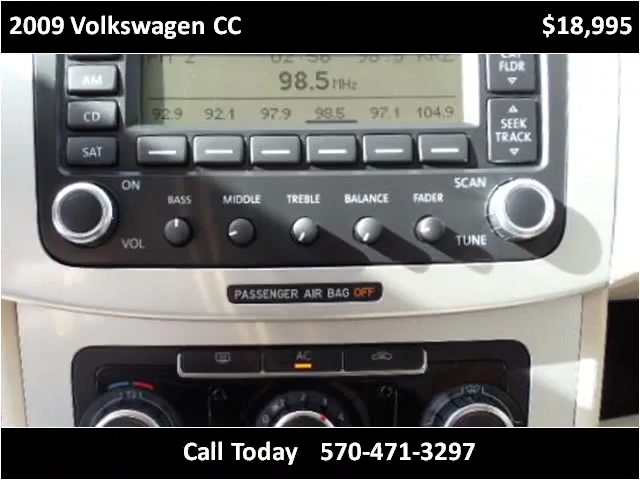 2009 Volkswagen CC $18,995
CAT
FLDR
AM
98.5 MHz
CD
92.9 92.1 97.9 98.5 97.1 104.9
SEEK
TRACK
SAT
ON
BASS MIDDLE TREBLE BALANCE FADER
SCAN
VOL
TUNE
PASSENGER AIR BAG OFF
AC
Call Today 570-471-3297